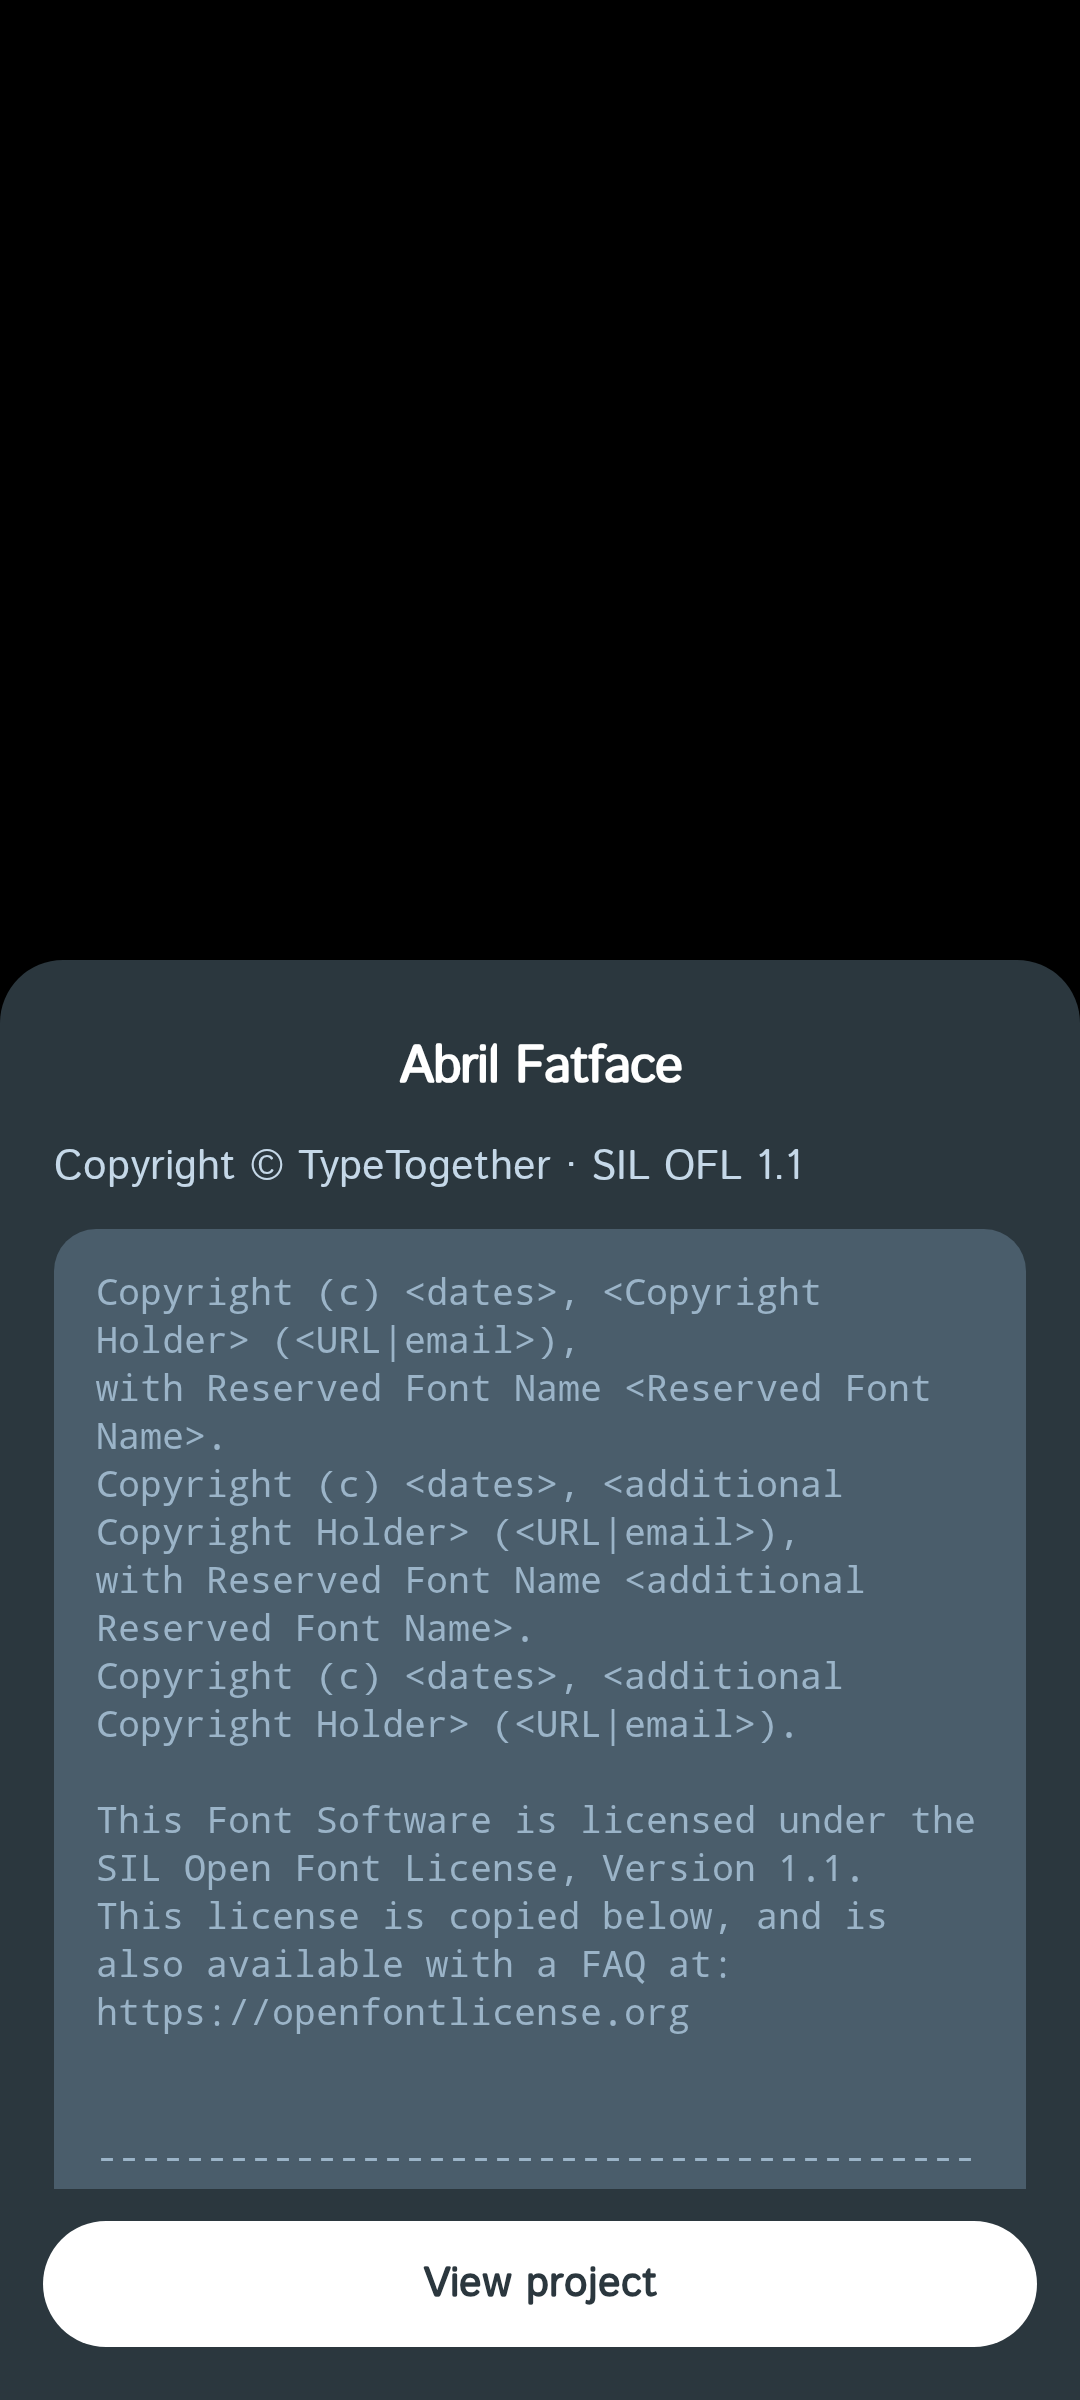 Abril Fatface
Copyright © TypeTogether · SIL OFL 1.1
Copyright (c) <dates>, <Copyright
Holder> (<URL|email>),
with Reserved Font Name <Reserved Font
Name>.
Copyright (c) <dates>, <additional
Copyright Holder> (<URL|email>),
with Reserved Font Name <additional
Reserved Font Name>.
Copyright (c) <dates>, <additional
Copyright Holder> (<URL|email>).
This Font Software is licensed under the
SIL Open Font License, Version 1.1.
This license is copied below, and is
also available with a FAQ at:
https://openfontlicense.org
----------------------------------------
View project